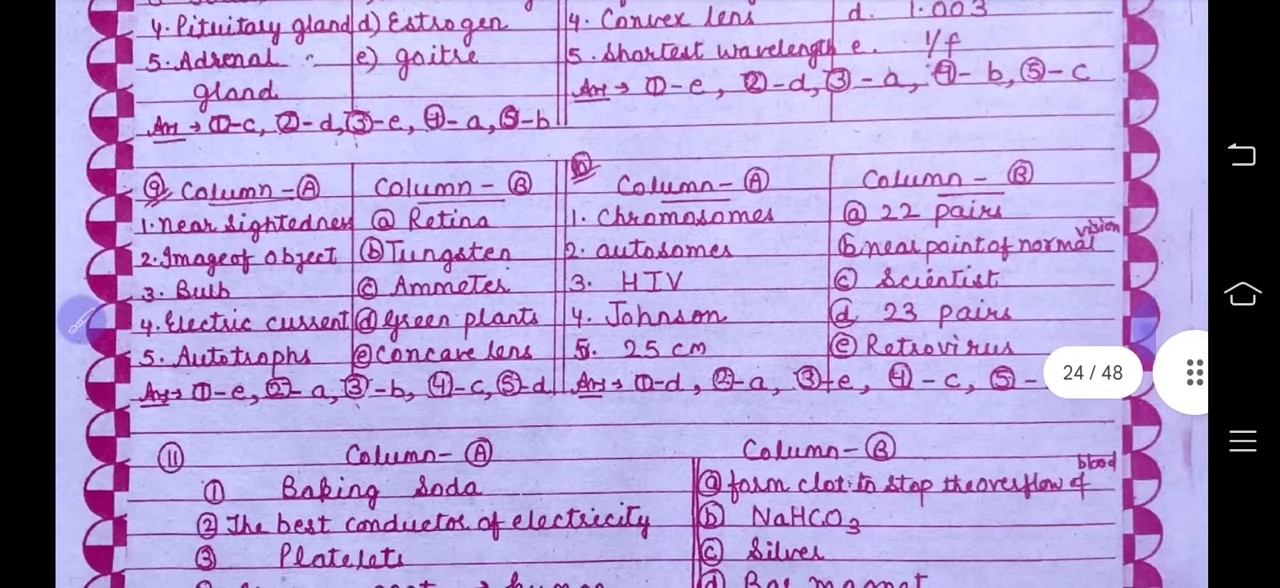 4. Pituitary gland d) Estrogen
5. Adrenal e) goitre
gland
Ans → ①-c, ②-d, ③-e, ④-a, ⑤-b
4. Convex lens d. 1.003
5. Shortest wavelength e. 1/f
Ans → ①-e, ②-d, ③-a, ④-b, ⑤-c
⑨ Column-Ⓐ Column-Ⓑ
1. Near Sightedness ⓐ Retina
2. Image of object ⓑ Tungsten
3. Bulb ⓒ Ammeter
4. Electric current ⓓ Green plants
5. Autotrophs ⓔ Concave lens
Ans → ①-e, ②-a, ③-b, ④-c, ⑤-d
⑩ Column-Ⓐ Column-Ⓑ
1. Chromosomes ⓐ 22 pairs
2. autosomes ⓑ near point of normal vision
3. HIV ⓒ Scientist
4. Johnson ⓓ 23 pairs
5. 25 cm ⓔ Retrovirus
Ans → ①-d, ②-a, ③-e, ④-c, ⑤-
24 / 48
⑪ Column-Ⓐ Column-Ⓑ
① Baking Soda ⓐ form clot to stop the overflow of blood
② The best conductor of electricity ⓑ NaHCO3
③ Platelets ⓒ Silver
ⓓ Bar magnet